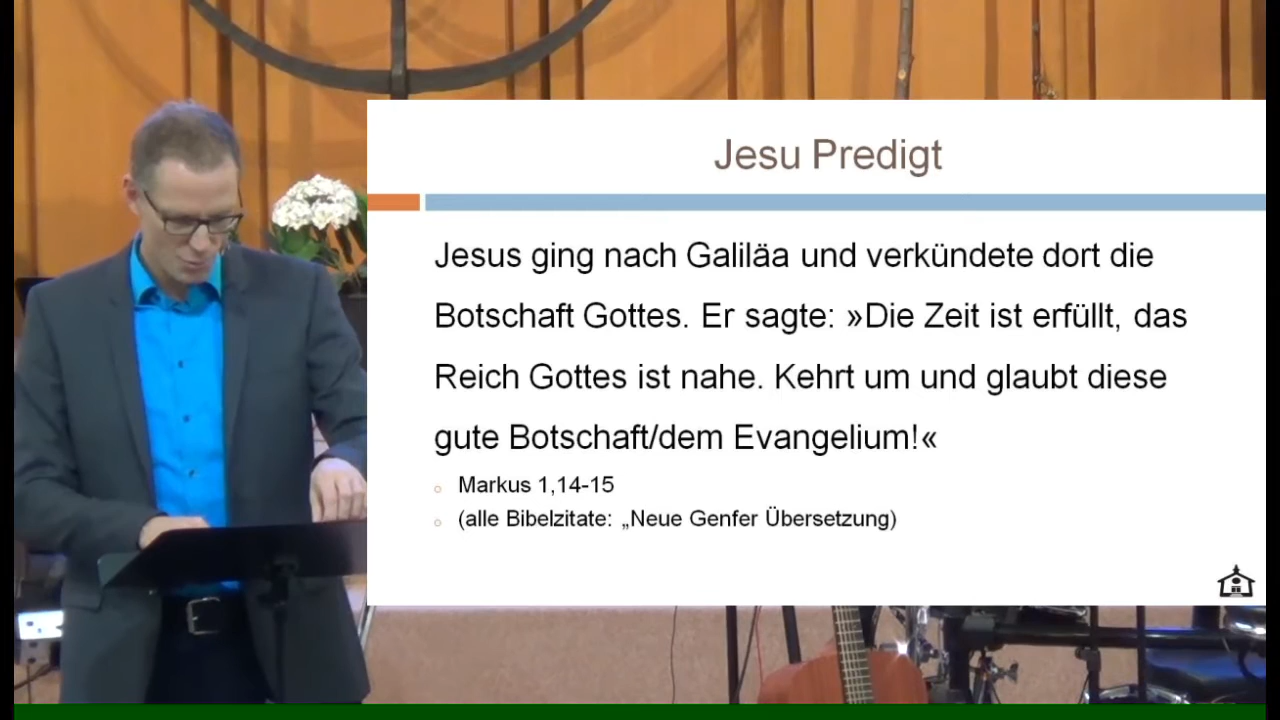 Jesu Predigt
Jesus ging nach Galiläa und verkündete dort die
Botschaft Gottes. Er sagte: »Die Zeit ist erfüllt, das
Reich Gottes ist nahe. Kehrt um und glaubt diese
gute Botschaft/dem Evangelium!«
Markus 1,14-15
(alle Bibelzitate: „Neue Genfer Übersetzung)